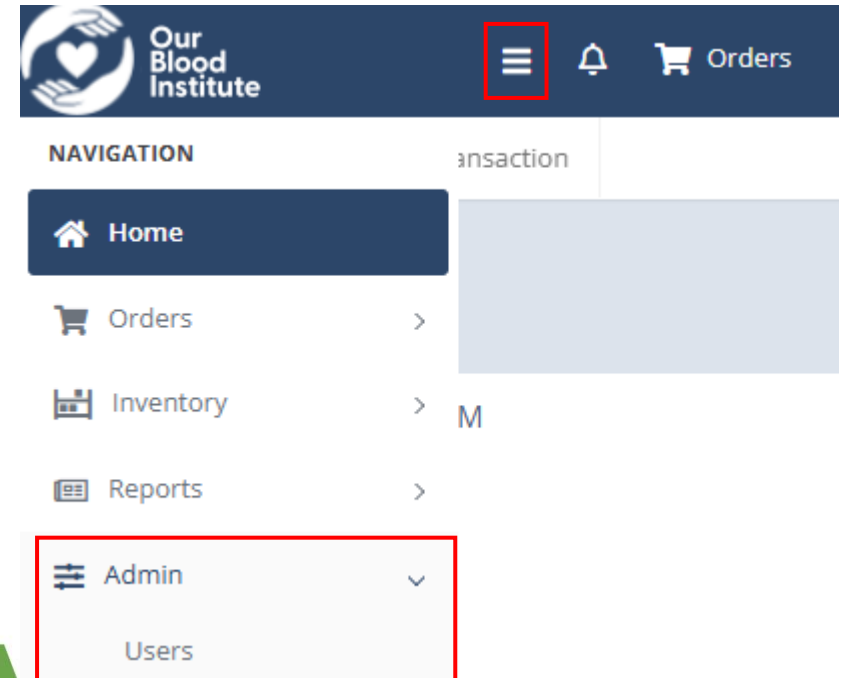 Our
Blood
Institute
Orders
NAVIGATION
ansaction
Home
Orders
Inventory
M
Reports
Admin
Users